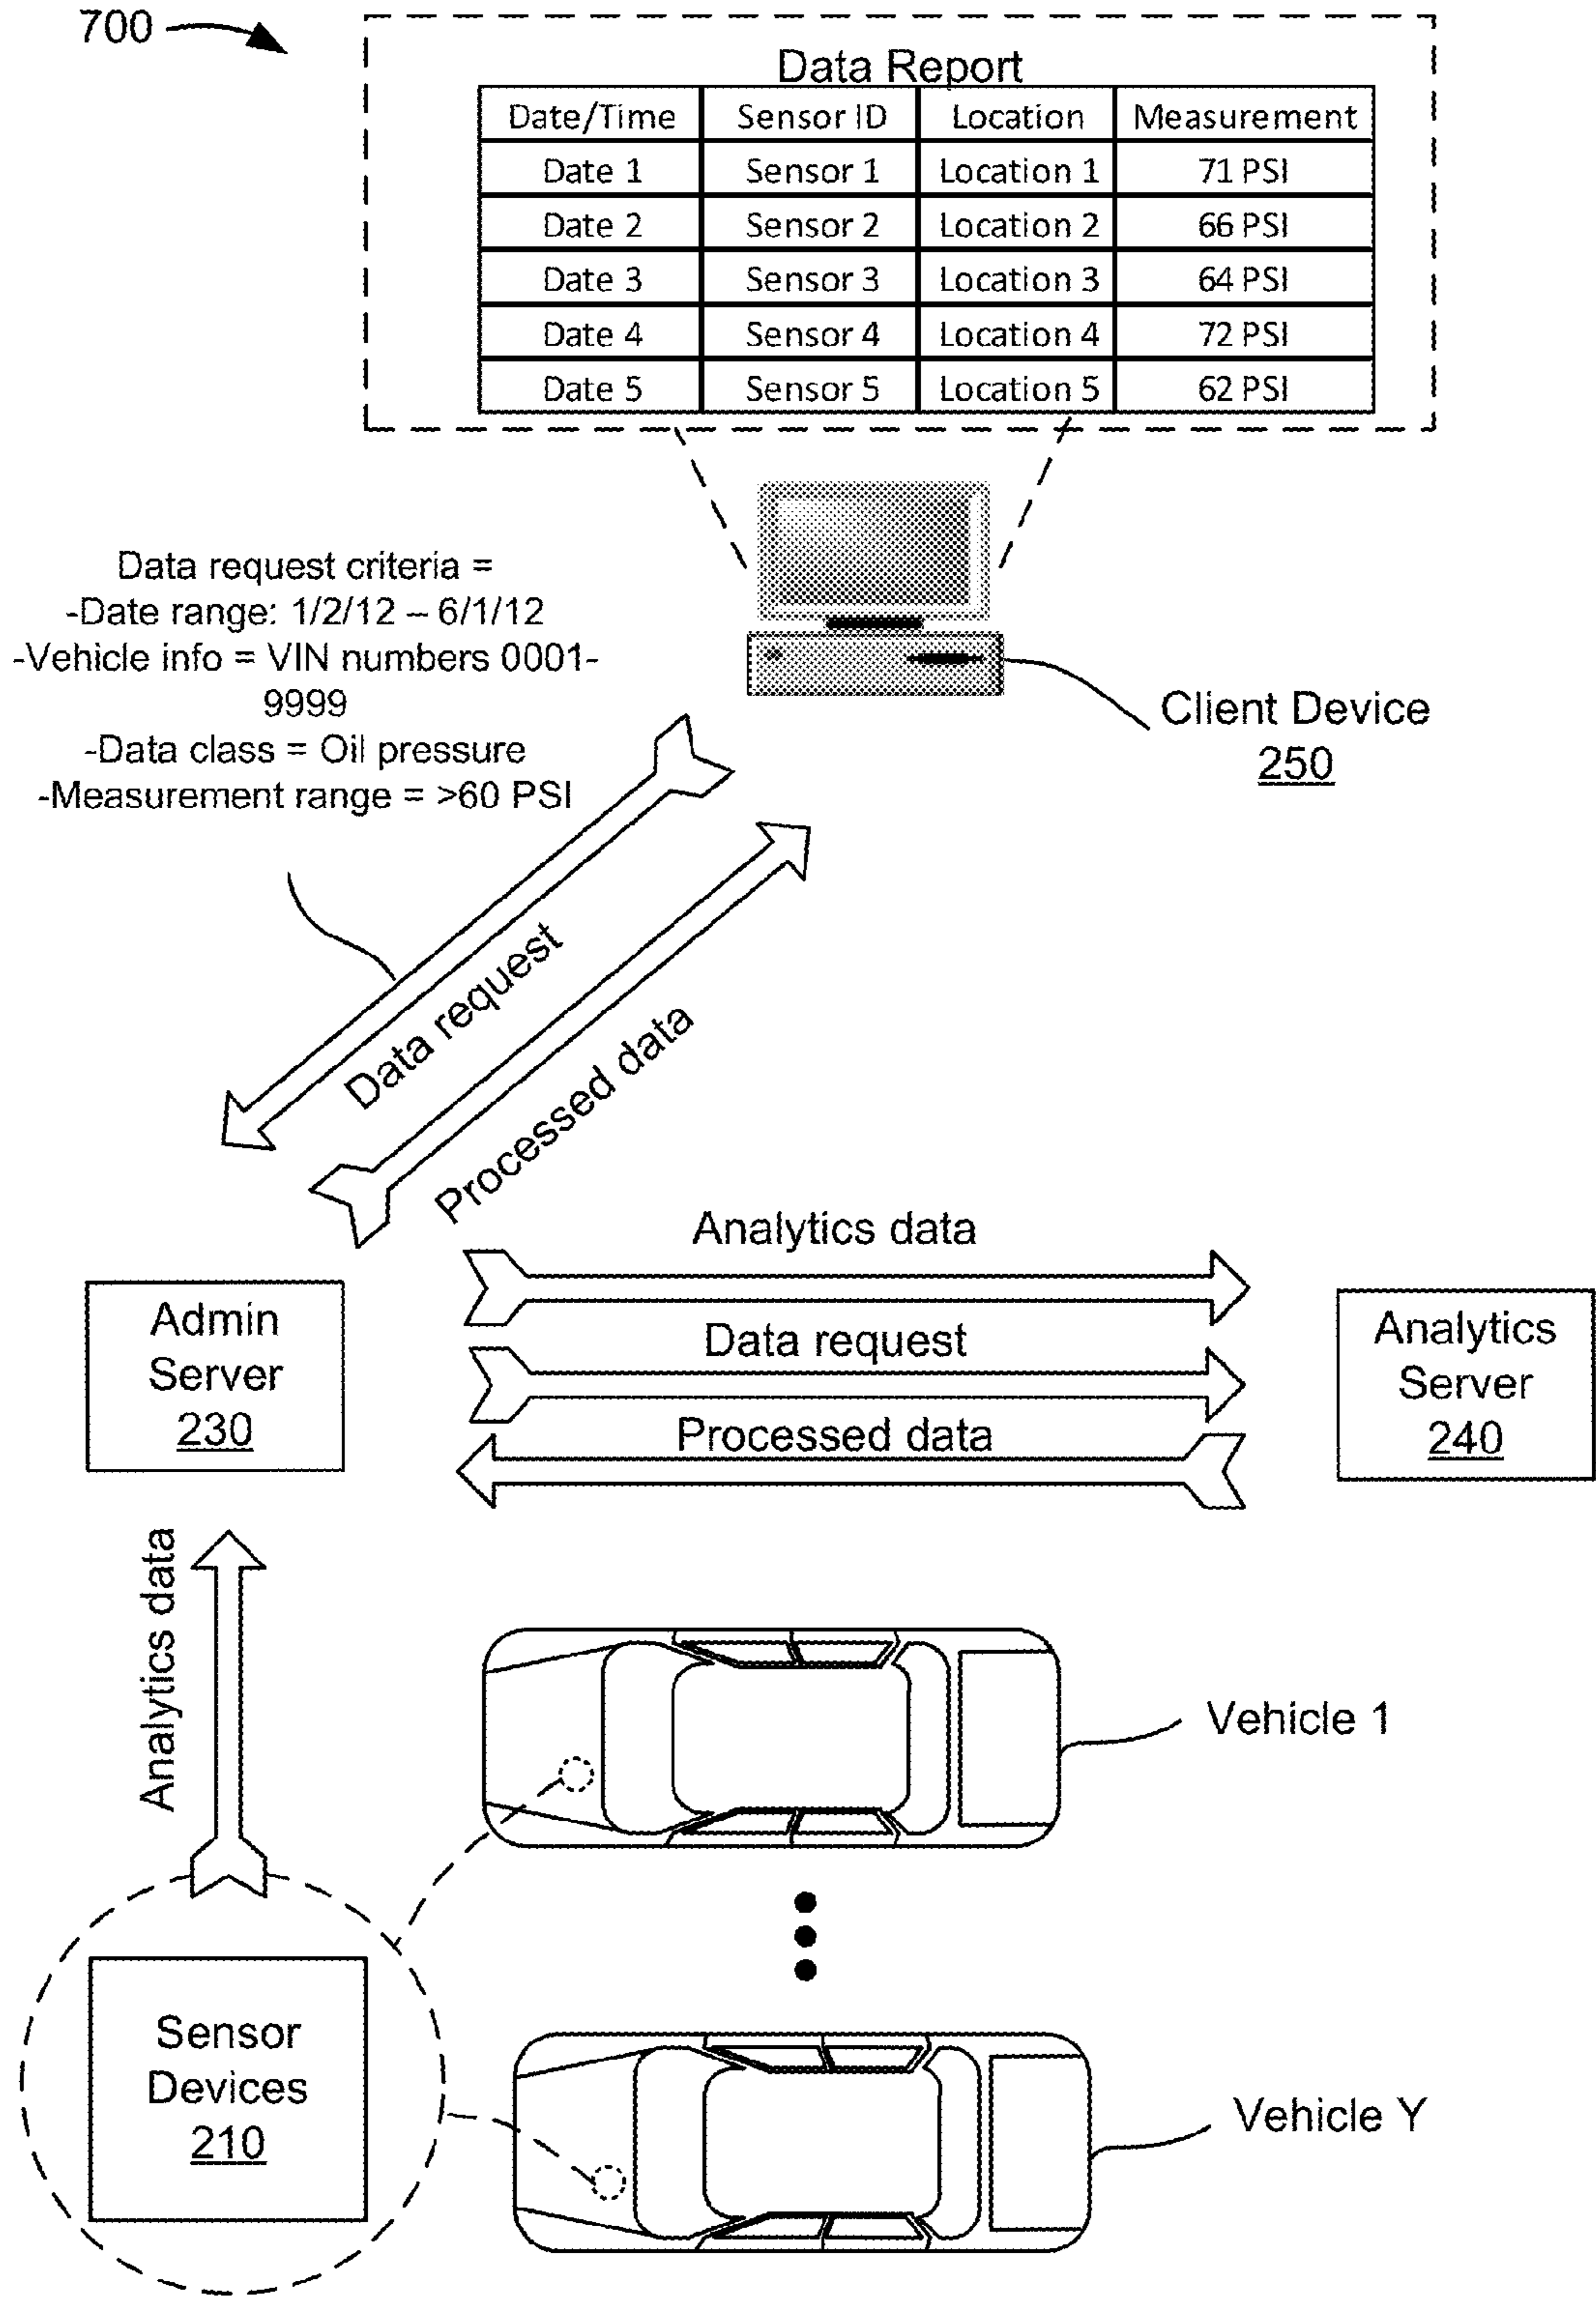 700
Data Report
Date/Time Sensor ID Location Measurement
Date 1 Sensor 1 Location 1 71 PSI
Date 2 Sensor 2 Location 2 66 PSI
Date 3 Sensor 3 Location 3 64 PSI
Date 4 Sensor 4 Location 4 72 PSI
Date 5 Sensor 5 Location 5 62 PSI
Data request criteria =
-Date range: 1/2/12 – 6/1/12
-Vehicle info = VIN numbers 0001-
9999
-Data class = Oil pressure
-Measurement range = >60 PSI
Client Device
250
Data request
Processed data
Analytics data
Data request
Processed data
Admin
Server
230
Analytics
Server
240
Analytics data
Vehicle 1
Sensor
Devices
210
Vehicle Y